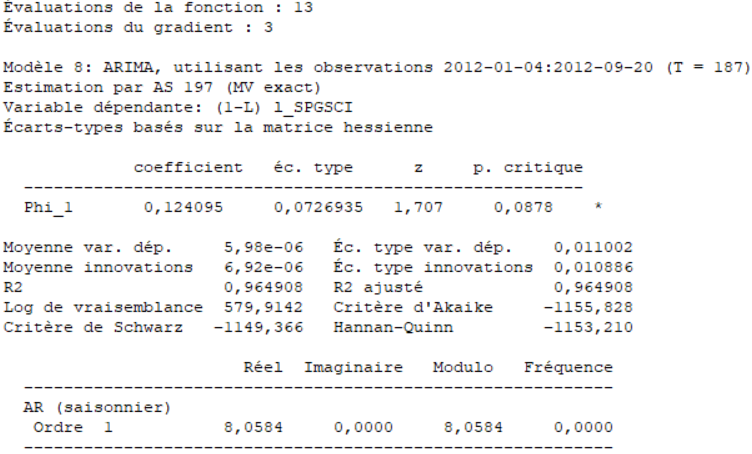 Évaluations de la fonction : 13
Évaluations du gradient : 3
Modèle 8: ARIMA, utilisant les observations 2012-01-04:2012-09-20 (T = 187)
Estimation par AS 197 (MV exact)
Variable dépendante: (1-L) l_SPGSCI
Écarts-types basés sur la matrice hessienne
coefficient éc. type z p. critique
---------------------------------------------------------
Phi_1 0,124095 0,0726935 1,707 0,0878 *
Moyenne var. dép. 5,98e-06 Éc. type var. dép. 0,011002
Moyenne innovations 6,92e-06 Éc. type innovations 0,010886
R2 0,964908 R2 ajusté 0,964908
Log de vraisemblance 579,9142 Critère d'Akaike -1155,828
Critère de Schwarz -1149,366 Hannan-Quinn -1153,210
Réel Imaginaire Modulo Fréquence
-----------------------------------------------------------
AR (saisonnier)
Ordre 1 8,0584 0,0000 8,0584 0,0000
-----------------------------------------------------------